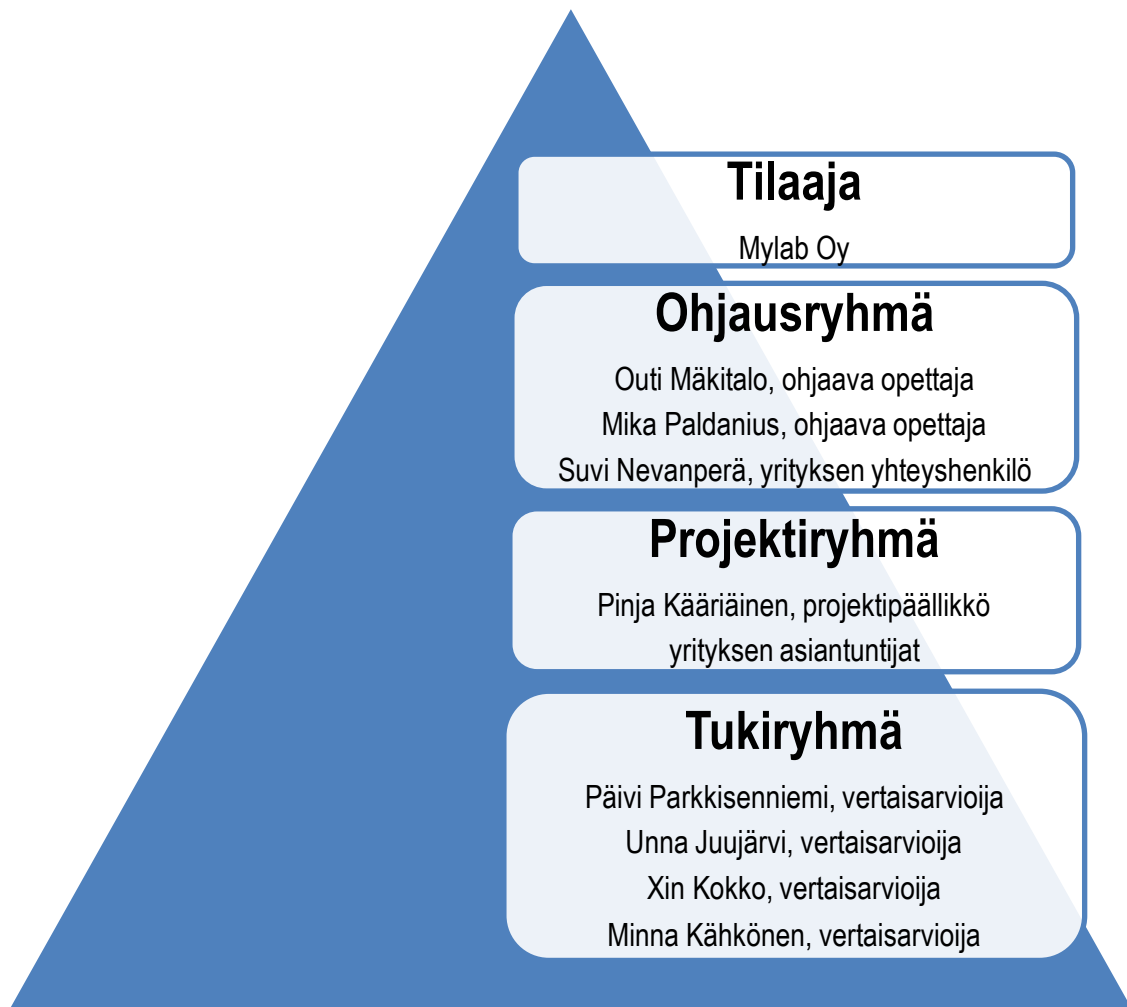 Tilaaja
Mylab Oy
Ohjausryhmä
Outi Mäkitalo, ohjaava opettaja
Mika Paldanius, ohjaava opettaja
Suvi Nevanperä, yrityksen yhteyshenkilö
Projektiryhmä
Pinja Kääriäinen, projektipäällikkö
yrityksen asiantuntijat
Tukiryhmä
Päivi Parkkisenniemi, vertaisarvioija
Unna Juujärvi, vertaisarvioija
Xin Kokko, vertaisarvioija
Minna Kähkönen, vertaisarvioija